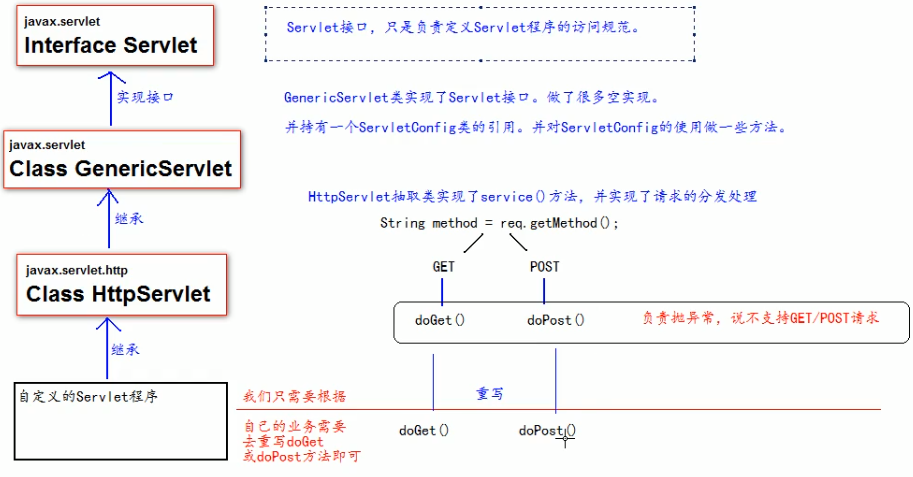 javax.servlet
Interface Servlet
Servlet接口，只是负责定义Servlet程序的访问规范。
实现接口
GenericServlet类实现了Servlet接口。做了很多空实现。
并持有一个ServletConfig类的引用。并对ServletConfig的使用做一些方法。
javax.servlet
Class GenericServlet
继承
HttpServlet抽取类实现了service()方法，并实现了请求的分发处理
String method = req.getMethod();
GET
POST
javax.servlet.http
Class HttpServlet
doGet()
doPost()
负责抛异常，说不支持GET/POST请求
继承
自定义的Servlet程序
我们只需要根据
重写
自己的业务需要
去重写doGet
或doPost方法即可
doGet()
doPost()